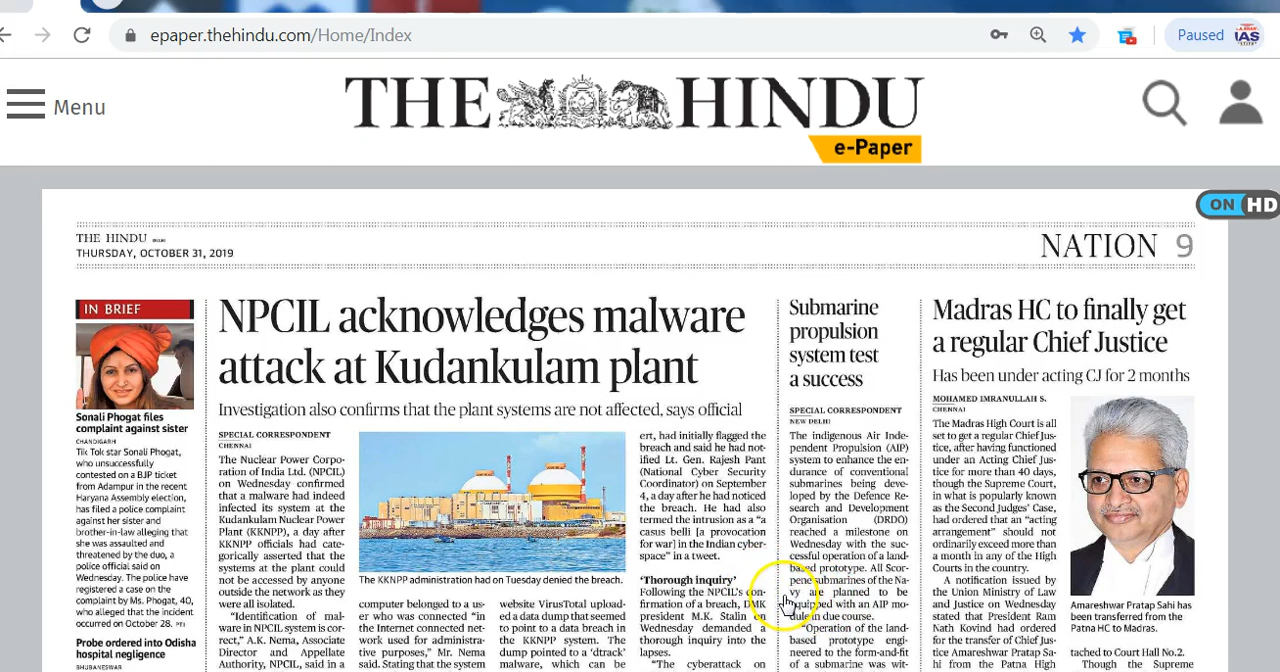 epaper.thehindu.com/Home/Index
Paused
IAS
Menu
THE HINDU
e-Paper
ON HD
THE HINDU
THURSDAY, OCTOBER 31, 2019
NATION 9
IN BRIEF
Sonali Phogat files
complaint against sister
CHANDIGARH
Tik Tok star Sonali Phogat,
who unsuccessfully
contested on a BJP ticket
from Adampur in the recent
Haryana Assembly election,
has filed a police complaint
against her sister and
brother-in-law alleging that
she was assaulted and
threatened by the duo, a
police official said on
Wednesday. The police have
registered a case on the
complaint by Ms. Phogat, 40,
who alleged that the incident
occurred on October 28. PTI
Probe ordered into Odisha
hospital negligence
BHUBANESWAR
NPCIL acknowledges malware
attack at Kudankulam plant
Investigation also confirms that the plant systems are not affected, says official
SPECIAL CORRESPONDENT
CHENNAI
The Nuclear Power Corpo-
ration of India Ltd. (NPCIL)
on Wednesday confirmed
that a malware had indeed
infected its system at the
Kudankulam Nuclear Power
Plant (KKNPP), a day after
KKNPP officials had cate-
gorically asserted that the
systems at the plant could
not be accessed by anyone
outside the network as they
were all isolated.
“Identification of mal-
ware in NPCIL system is cor-
rect,” A.K. Nema, Associate
Director and Appellate
Authority, NPCIL, said in a
The KKNPP administration had on Tuesday denied the breach.
computer belonged to a us-
er who was connected “in
the Internet connected net-
work used for administra-
tive purposes,” Mr. Nema
said. Stating that the system
website VirusTotal upload-
ed a data dump that seemed
to point to a data breach in
the KKNPP system. The
dump pointed to a ‘dtrack’
malware, which can be
ert, had initially flagged the
breach and said he had not-
ified Lt. Gen. Rajesh Pant
(National Cyber Security
Coordinator) on September
4, a day after he had noticed
the breach. He had also
termed the intrusion as a “a
casus belli [a provocation
for war] in the Indian cyber-
space” in a tweet.
‘Thorough inquiry’
Following the NPCIL’s con-
firmation of a breach, DMK
president M.K. Stalin on
Wednesday demanded a
thorough inquiry into the
lapses.
“The cyberattack on
Submarine
propulsion
system test
a success
SPECIAL CORRESPONDENT
NEW DELHI
The indigenous Air Inde-
pendent Propulsion (AIP)
system to enhance the en-
durance of conventional
submarines being deve-
loped by the Defence Re-
search and Development
Organisation (DRDO)
reached a milestone on
Wednesday with the suc-
cessful operation of a land-
based prototype. All Scor-
pene submarines of the Na-
vy are planned to be
equipped with an AIP mo-
dule in due course.
“Operation of the land-
based prototype engi-
neered to the form-and-fit
of a submarine was wit-
Madras HC to finally get
a regular Chief Justice
Has been under acting CJ for 2 months
MOHAMED IMRANULLAH S.
CHENNAI
The Madras High Court is all
set to get a regular Chief Jus-
tice, after having functioned
under an Acting Chief Jus-
tice for more than 40 days,
though the Supreme Court,
in what is popularly known
as the Second Judges’ Case,
had ordered that an “acting
arrangement” should not
ordinarily exceed more than
a month in any of the High
Courts in the country.
A notification issued by
the Union Ministry of Law
and Justice on Wednesday
stated that President Ram
Nath Kovind had ordered
for the transfer of Chief Jus-
tice Amareshwar Pratap Sa-
hi from the Patna HC to
Amareshwar Pratap Sahi has
been transferred from the
Patna HC to Madras.
tached to Court Hall No.2.
Though the Supreme